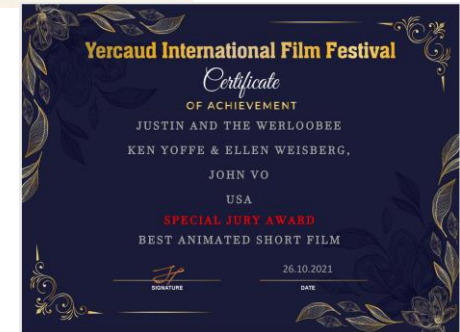 Yercaud International Film Festival
Certificate
OF ACHIEVEMENT
JUSTIN AND THE WERLOOBEE
KEN YOFFE & ELLEN WEISBERG,
JOHN VO
USA
SPECIAL JURY AWARD
BEST ANIMATED SHORT FILM
26.10.2021
SIGNATURE DATE